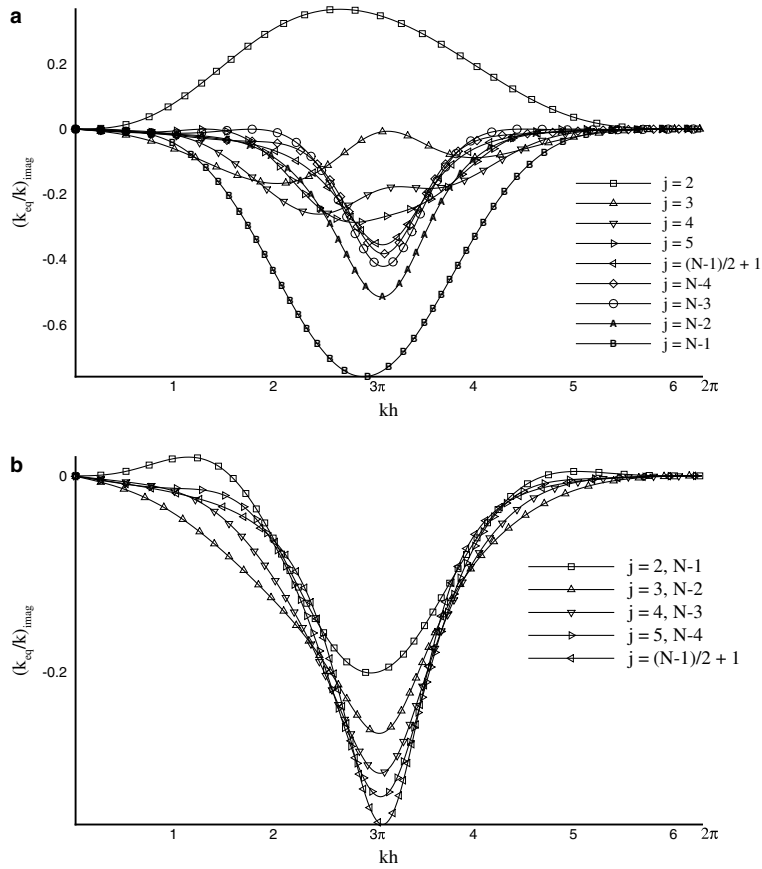 a
0.2
0
-0.2
-0.4
-0.6
(k_eq/k)_imag
j = 2
j = 3
j = 4
j = 5
j = (N-1)/2 + 1
j = N-4
j = N-3
A j = N-2
B j = N-1
1 2 3π 4 5 6 2π
kh
b
0
-0.2
(k_eq/k)_imag
j = 2, N-1
j = 3, N-2
j = 4, N-3
j = 5, N-4
j = (N-1)/2 + 1
1 2 3π 4 5 6 2π
kh